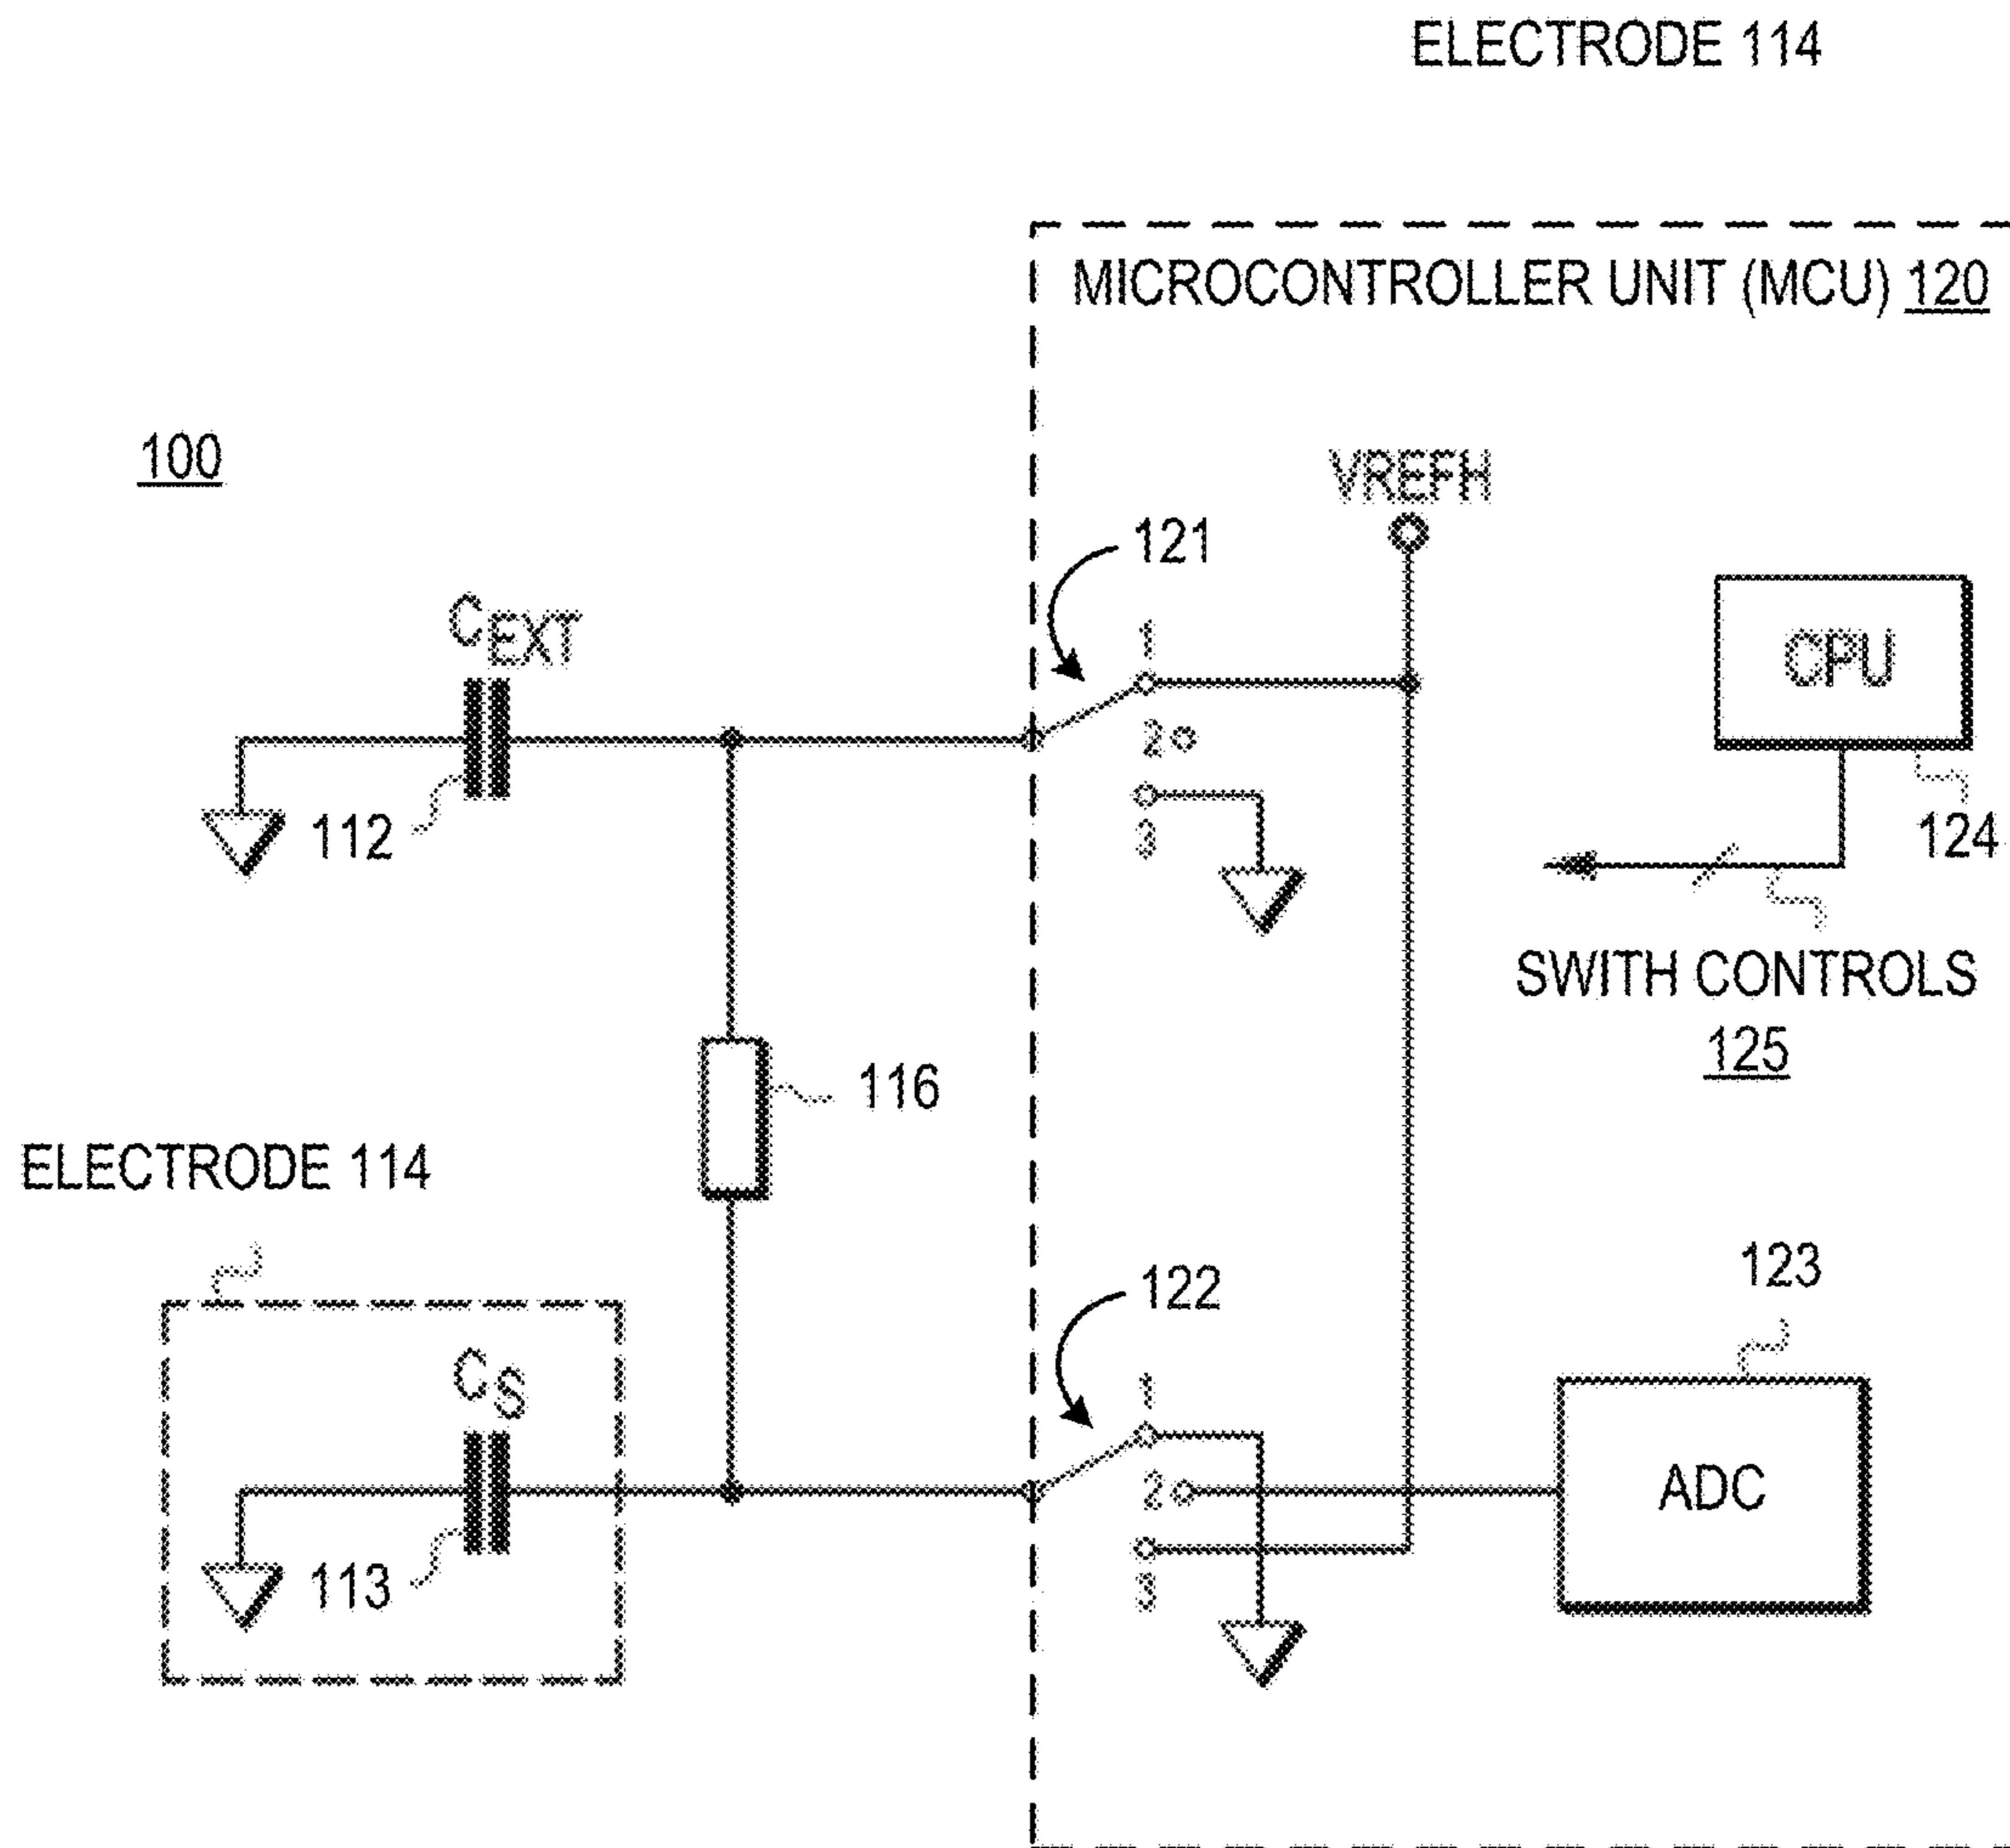 ELECTRODE 114
MICROCONTROLLER UNIT (MCU) 120
100
VREFH
121
CEXT
1
CPU
2
112
3
124
SWITH CONTROLS
125
116
ELECTRODE 114
123
122
CS
1
2
ADC
113
3